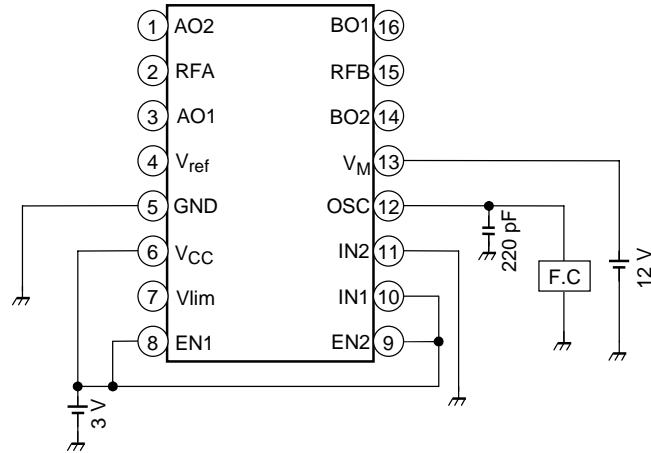 1 AO2 BO1 16
2 RFA RFB 15
3 AO1 BO2 14
4 Vref VM 13
5 GND OSC 12
6 VCC IN2 11
7 Vlim IN1 10
8 EN1 EN2 9
220 pF
F.C
12 V
3 V